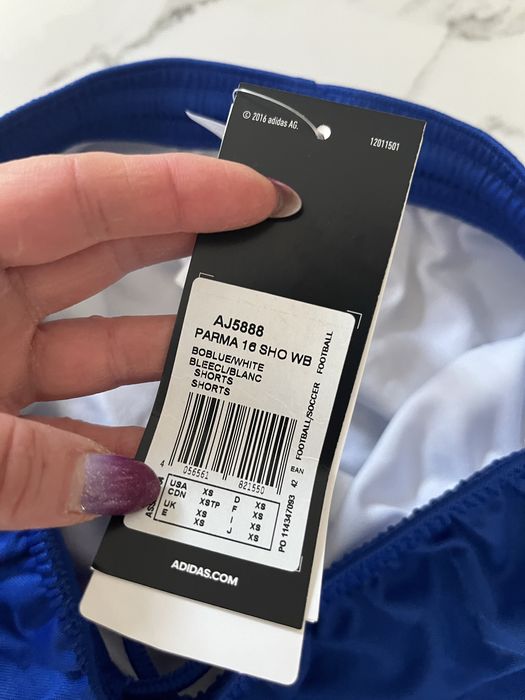 © 2016 adidas AG.
12011501
AJ5888
PARMA 16 SHO WB
BOBLUE/WHITE
BLEECL/BLANC
SHORTS
SHORTS
FOOTBALL/SOCCER FOOTBALL
4 056561 821550
EAN
42
USA XS D XS
CDN XSTP F XS
UK XS I XS
E XS J XS
PO 114347093
ADIDAS.COM